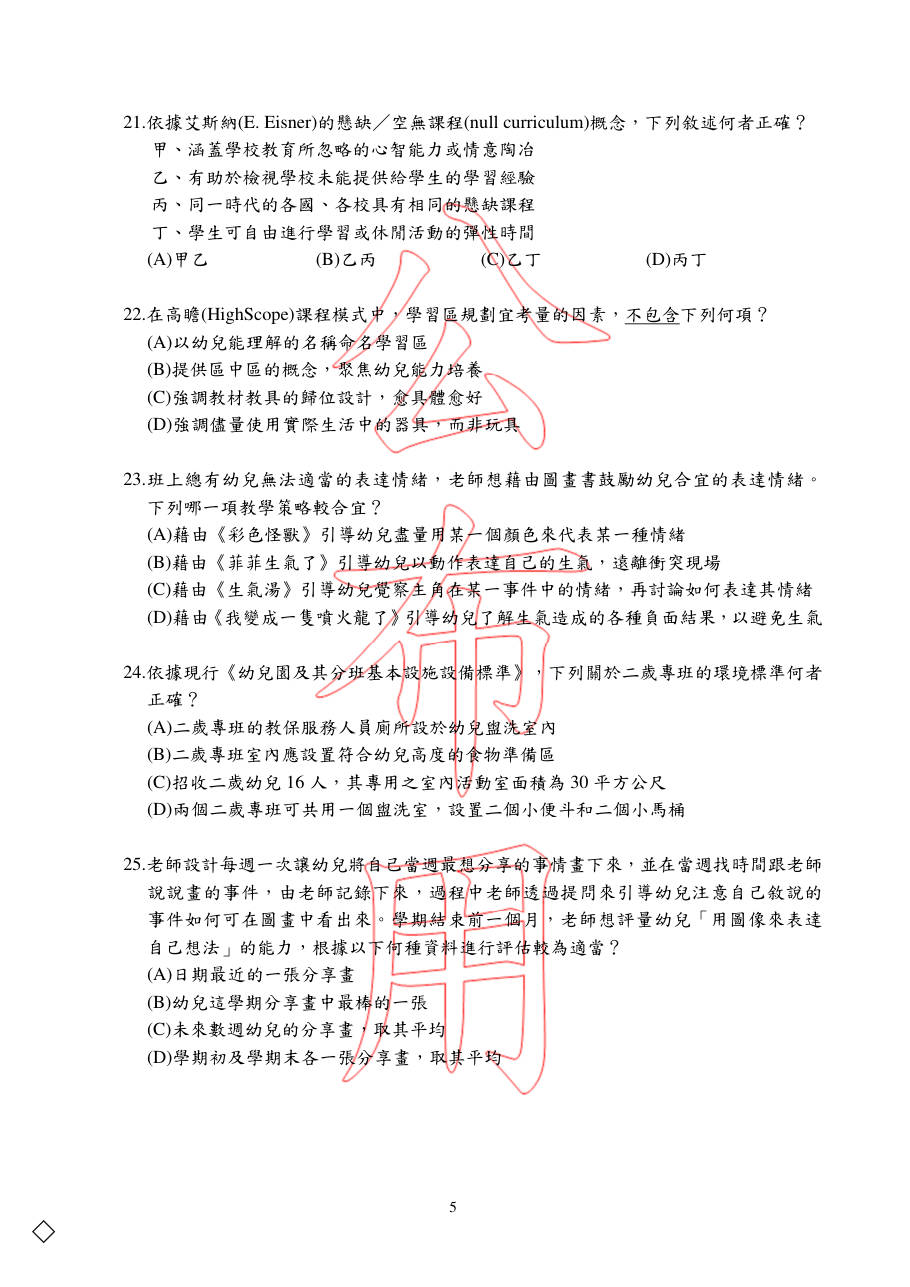 21.依據艾斯納(E. Eisner)的懸缺／空無課程(null curriculum)概念，下列敘述何者正確？
甲、涵蓋學校教育所忽略的心智能力或情意陶冶
乙、有助於檢視學校未能提供給學生的學習經驗
丙、同一時代的各國、各校具有相同的懸缺課程
丁、學生可自由進行學習或休閒活動的彈性時間
(A)甲乙 (B)乙丙 (C)乙丁 (D)丙丁
22.在高瞻(HighScope)課程模式中，學習區規劃宜考量的因素，不包含下列何項？
(A)以幼兒能理解的名稱命名學習區
(B)提供區中區的概念，聚焦幼兒能力培養
(C)強調教材教具的歸位設計，愈具體愈好
(D)強調儘量使用實際生活中的器具，而非玩具
23.班上總有幼兒無法適當的表達情緒，老師想藉由圖畫書鼓勵幼兒合宜的表達情緒。
下列哪一項教學策略較合宜？
(A)藉由《彩色怪獸》引導幼兒盡量用某一個顏色來代表某一種情緒
(B)藉由《菲菲生氣了》引導幼兒以動作表達自己的生氣，遠離衝突現場
(C)藉由《生氣湯》引導幼兒覺察主角在某一事件中的情緒，再討論如何表達其情緒
(D)藉由《我變成一隻噴火龍了》引導幼兒了解生氣造成的各種負面結果，以避免生氣
24.依據現行《幼兒園及其分班基本設施設備標準》，下列關於二歲專班的環境標準何者
正確？
(A)二歲專班的教保服務人員廁所設於幼兒盥洗室內
(B)二歲專班室內應設置符合幼兒高度的食物準備區
(C)招收二歲幼兒 16 人，其專用之室內活動室面積為 30 平方公尺
(D)兩個二歲專班可共用一個盥洗室，設置二個小便斗和二個小馬桶
25.老師設計每週一次讓幼兒將自己當週最想分享的事情畫下來，並在當週找時間跟老師
說說畫的事件，由老師記錄下來，過程中老師透過提問來引導幼兒注意自己敘說的
事件如何可在圖畫中看出來。學期結束前一個月，老師想評量幼兒「用圖像來表達
自己想法」的能力，根據以下何種資料進行評估較為適當？
(A)日期最近的一張分享畫
(B)幼兒這學期分享畫中最棒的一張
(C)未來數週幼兒的分享畫，取其平均
(D)學期初及學期末各一張分享畫，取其平均
公布用
5